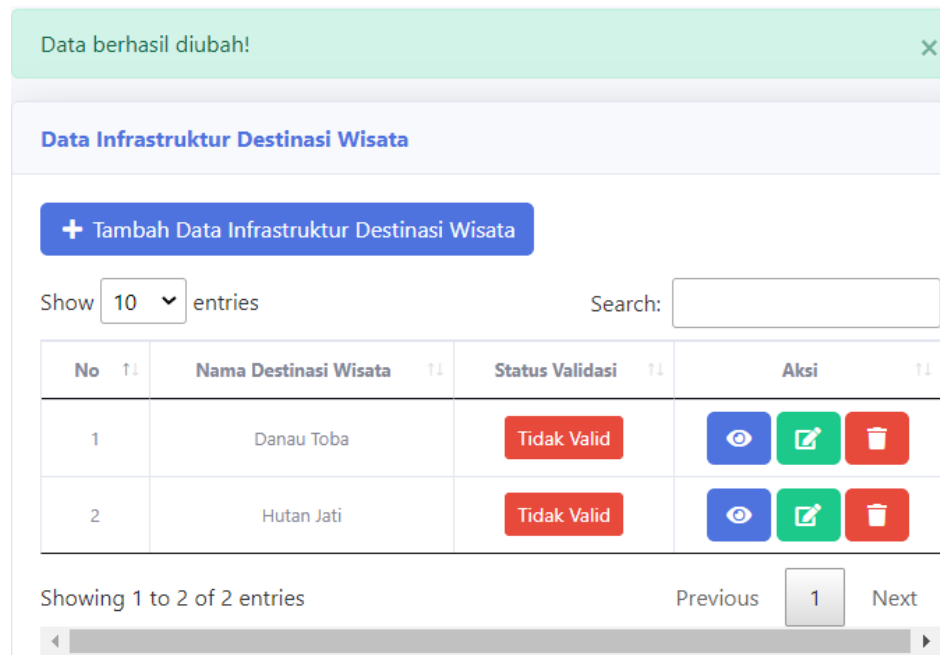 Data berhasil diubah!
×
Data Infrastruktur Destinasi Wisata
Tambah Data Infrastruktur Destinasi Wisata
Show 10 entries Search:
No Nama Destinasi Wisata Status Validasi Aksi
1 Danau Toba Tidak Valid
2 Hutan Jati Tidak Valid
Showing 1 to 2 of 2 entries Previous 1 Next